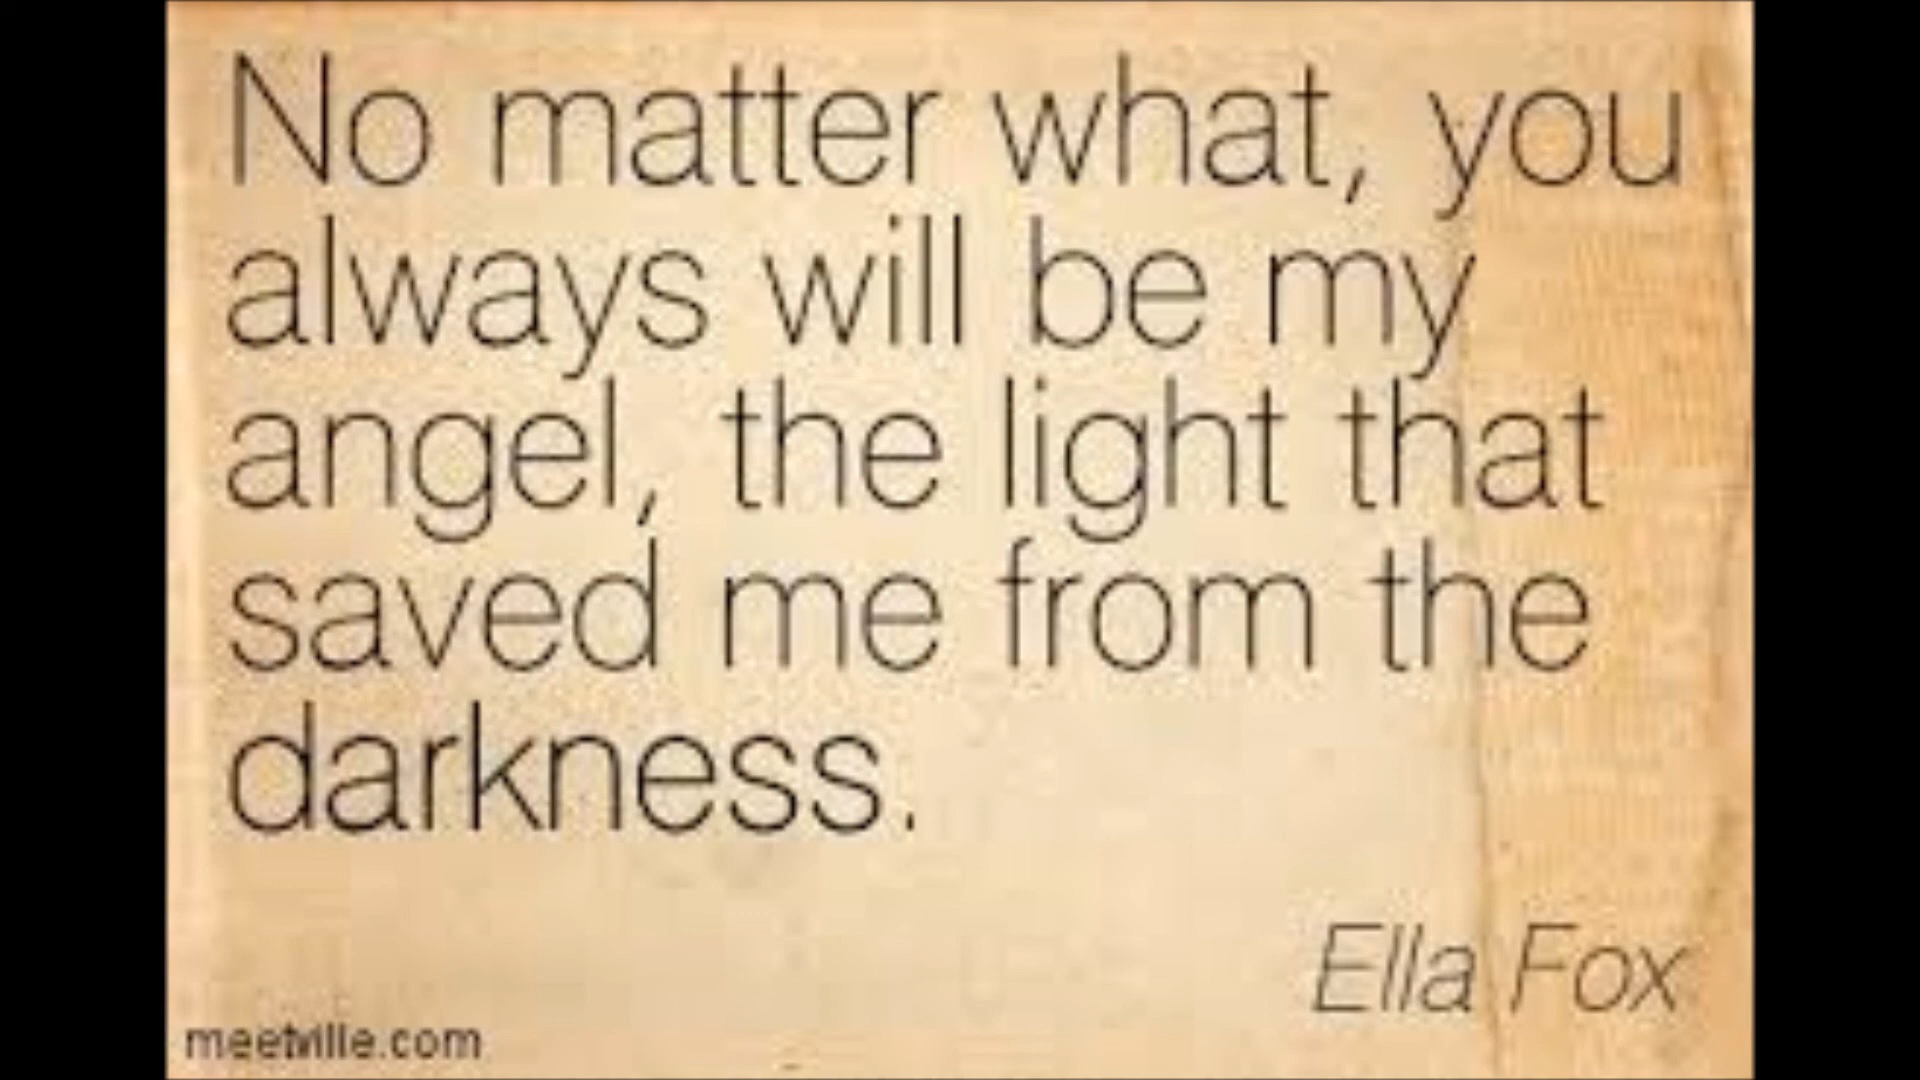 No matter what, you
always will be my
angel, the light that
saved me from the
darkness.
Ella Fox
meetville.com